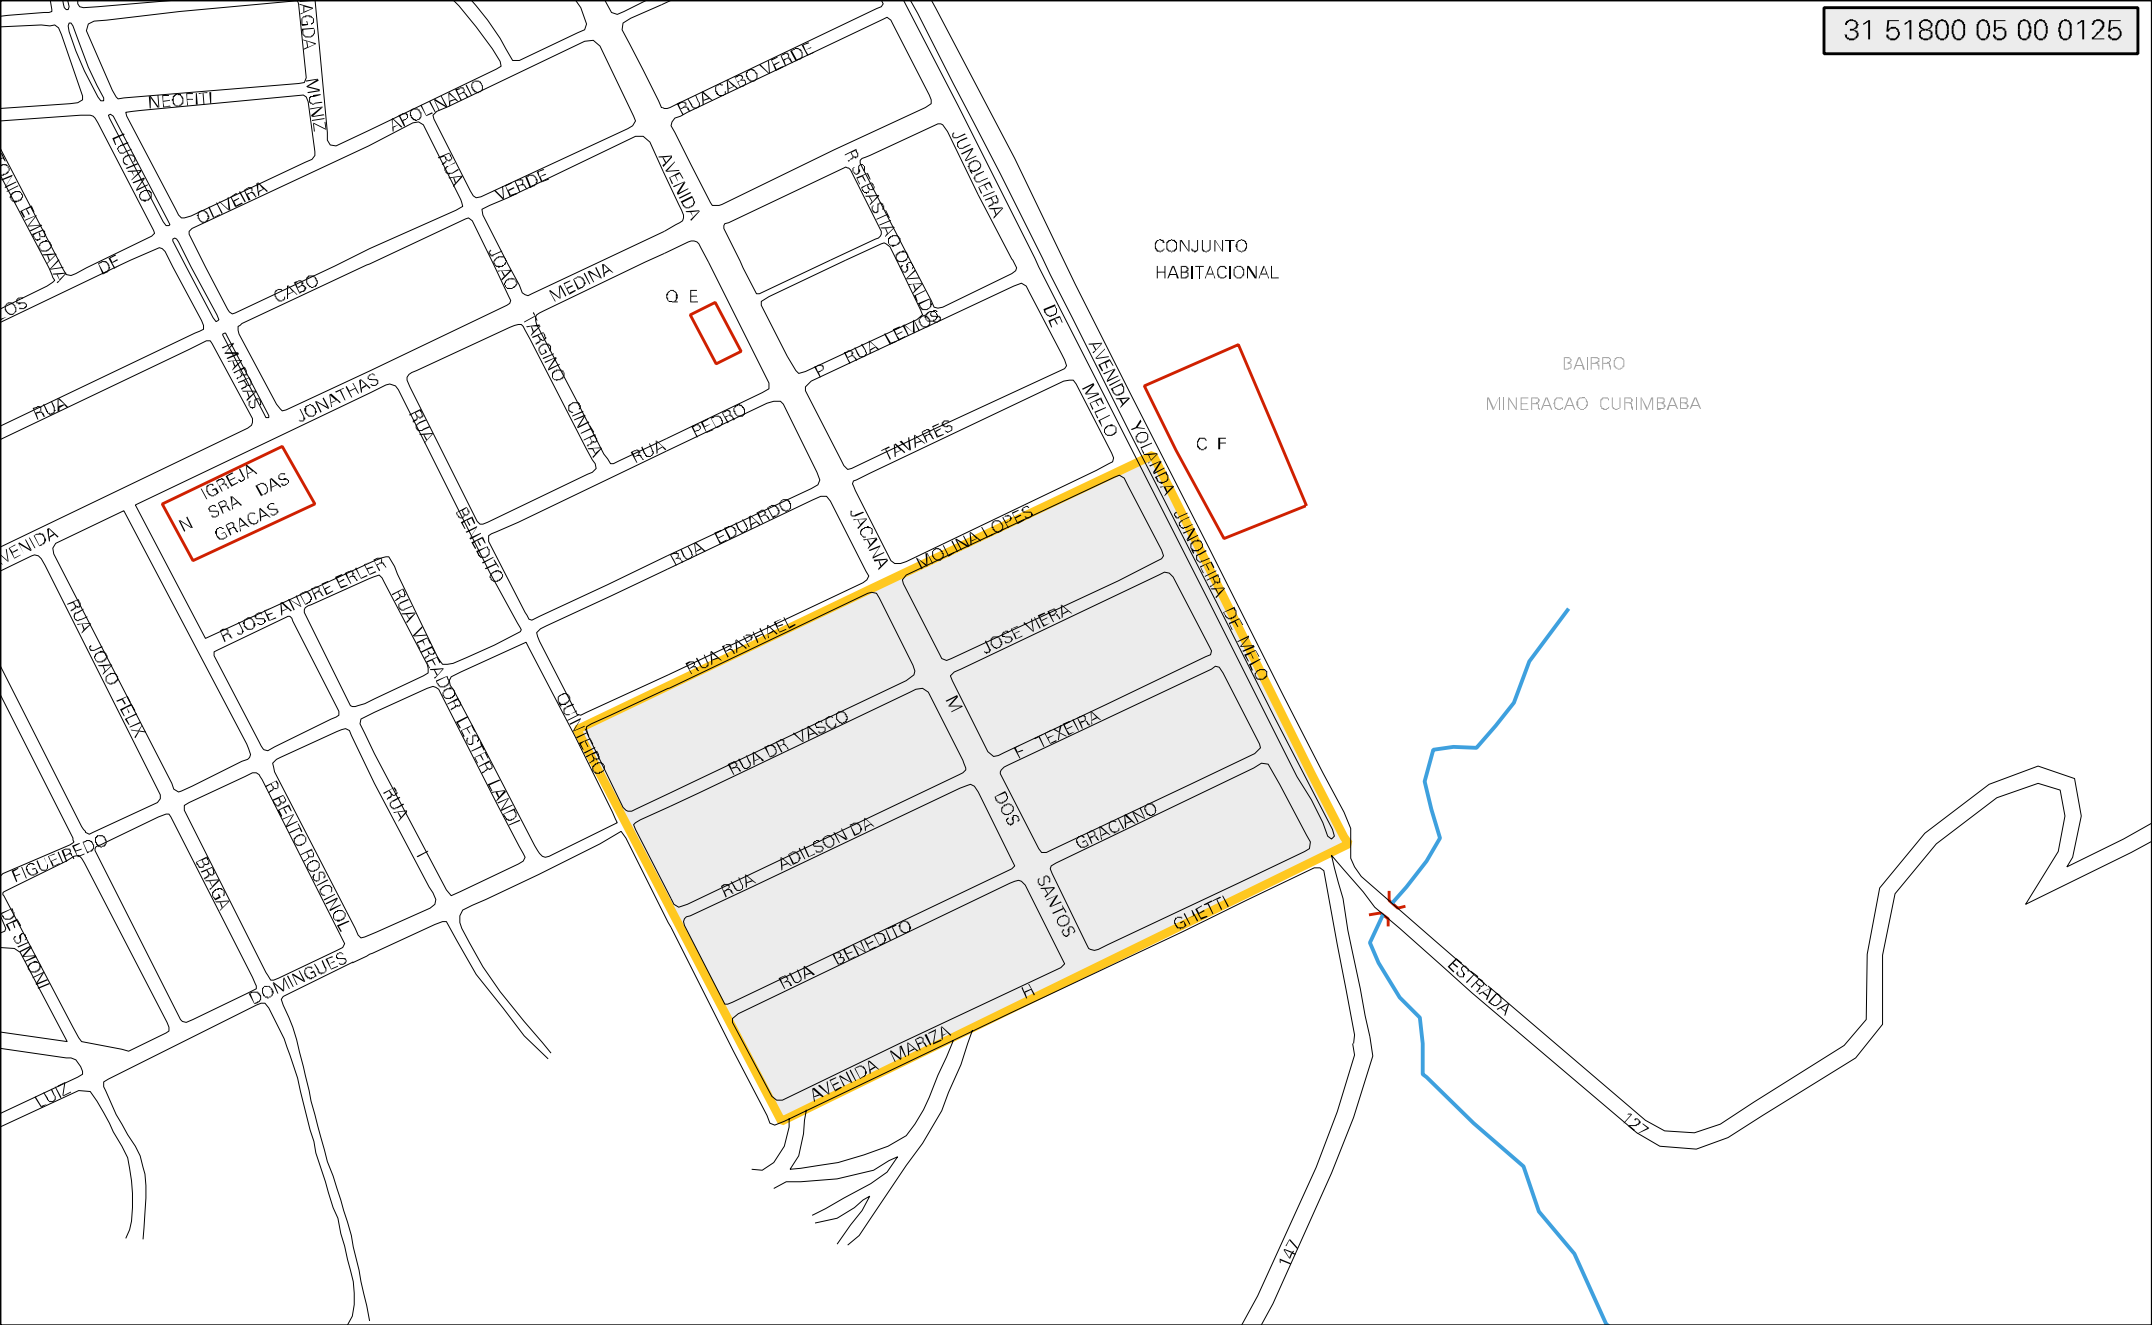 31 51800 05 00 0125
AGDA
MUNIZ
NEOFITI
LUCIANO
MARRAS
APOLINARIO
OLIVEIRA
DE
OS
RUA CABO VERDE
RUA
JOAO
TARGINO
CINTRA
VERDE
CABO
RUA
AVENIDA
JACANA
M
DOS
SANTOS
JUNQUEIRA
DE
MELLO
R SEBASTIAO OSVALDO
ONIO EMBOAVA
CONJUNTO
HABITACIONAL
MEDINA
JONATHAS
VENIDA
Q E
RUA LEMOS
P
BAIRRO
MINERACAO CURIMBABA
AVENIDA YOLANDA JUNQUEIRA DE MELO
C F
RUA PEDRO
TAVARES
RUA EDUARDO
IGREJA
N SRA DAS
GRACAS
RUA
BENEDITO
QUINTEIRO
MOLINA LOPES
RUA RAPHAEL
R JOSE ANDRE ERLER
RUA VEREADOR LESTER LANDI
RUA JOAO FELIX
BRAGA
JOSE VIERA
RUA DR VASCO
F TEXEIRA
RUA ADILSON DA
GRACIANO
RUA BENEDITO
GHETTI
H
AVENIDA MARIZA
R BENTO ROSICINOL
RUA I
FIGUEIREDO
DE SIMONI
DOMINGUES
LUIZ
ESTRADA
127
147